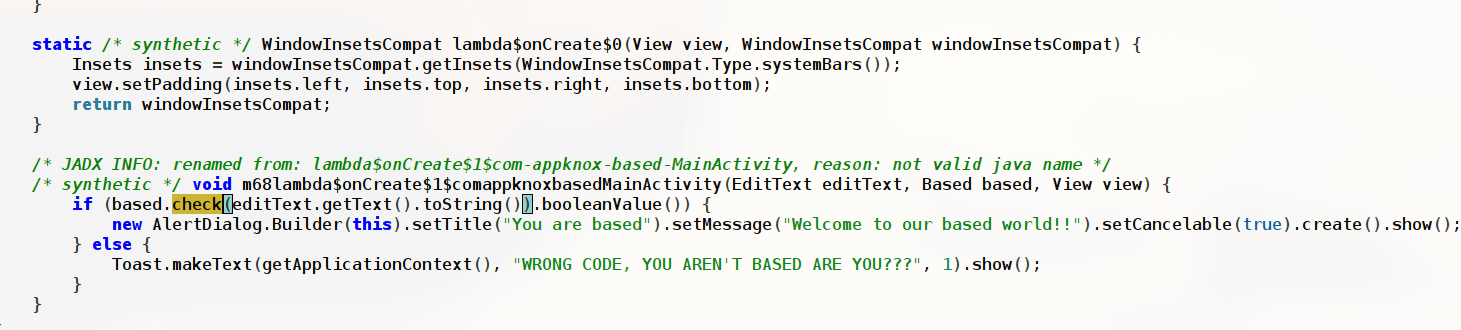 }
static /* synthetic */ WindowInsetsCompat lambda$onCreate$0(View view, WindowInsetsCompat windowInsetsCompat) {
Insets insets = windowInsetsCompat.getInsets(WindowInsetsCompat.Type.systemBars());
view.setPadding(insets.left, insets.top, insets.right, insets.bottom);
return windowInsetsCompat;
}
/* JADX INFO: renamed from: lambda$onCreate$1$com-appknox-based-MainActivity, reason: not valid java name */
/* synthetic */ void m68lambda$onCreate$1$comappknoxbasedMainActivity(EditText editText, Based based, View view) {
if (based.check(editText.getText().toString()).booleanValue()) {
new AlertDialog.Builder(this).setTitle("You are based").setMessage("Welcome to our based world!!").setCancelable(true).create().show();
} else {
Toast.makeText(getApplicationContext(), "WRONG CODE, YOU AREN'T BASED ARE YOU???", 1).show();
}
}